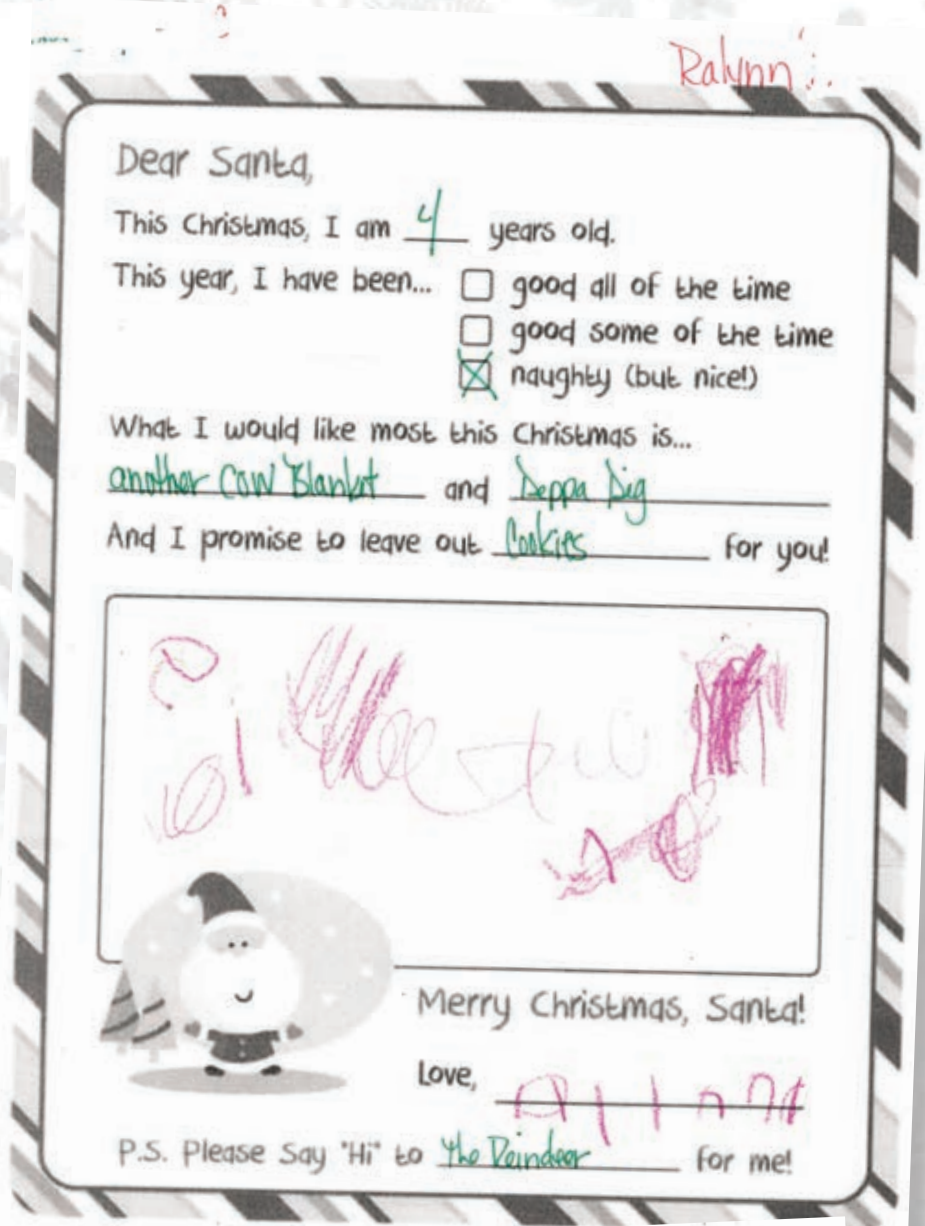 Ralynn
Dear Santa,
This Christmas, I am 4 years old.
This year, I have been... good all of the time
good some of the time
naughty (but nice!)
What I would like most this Christmas is...
another Cow Blanket and Peppa Pig
And I promise to leave out Cookies for you!
Merry Christmas, Santa!
Love,
P.S. Please Say "Hi" to the Reindeer for me!